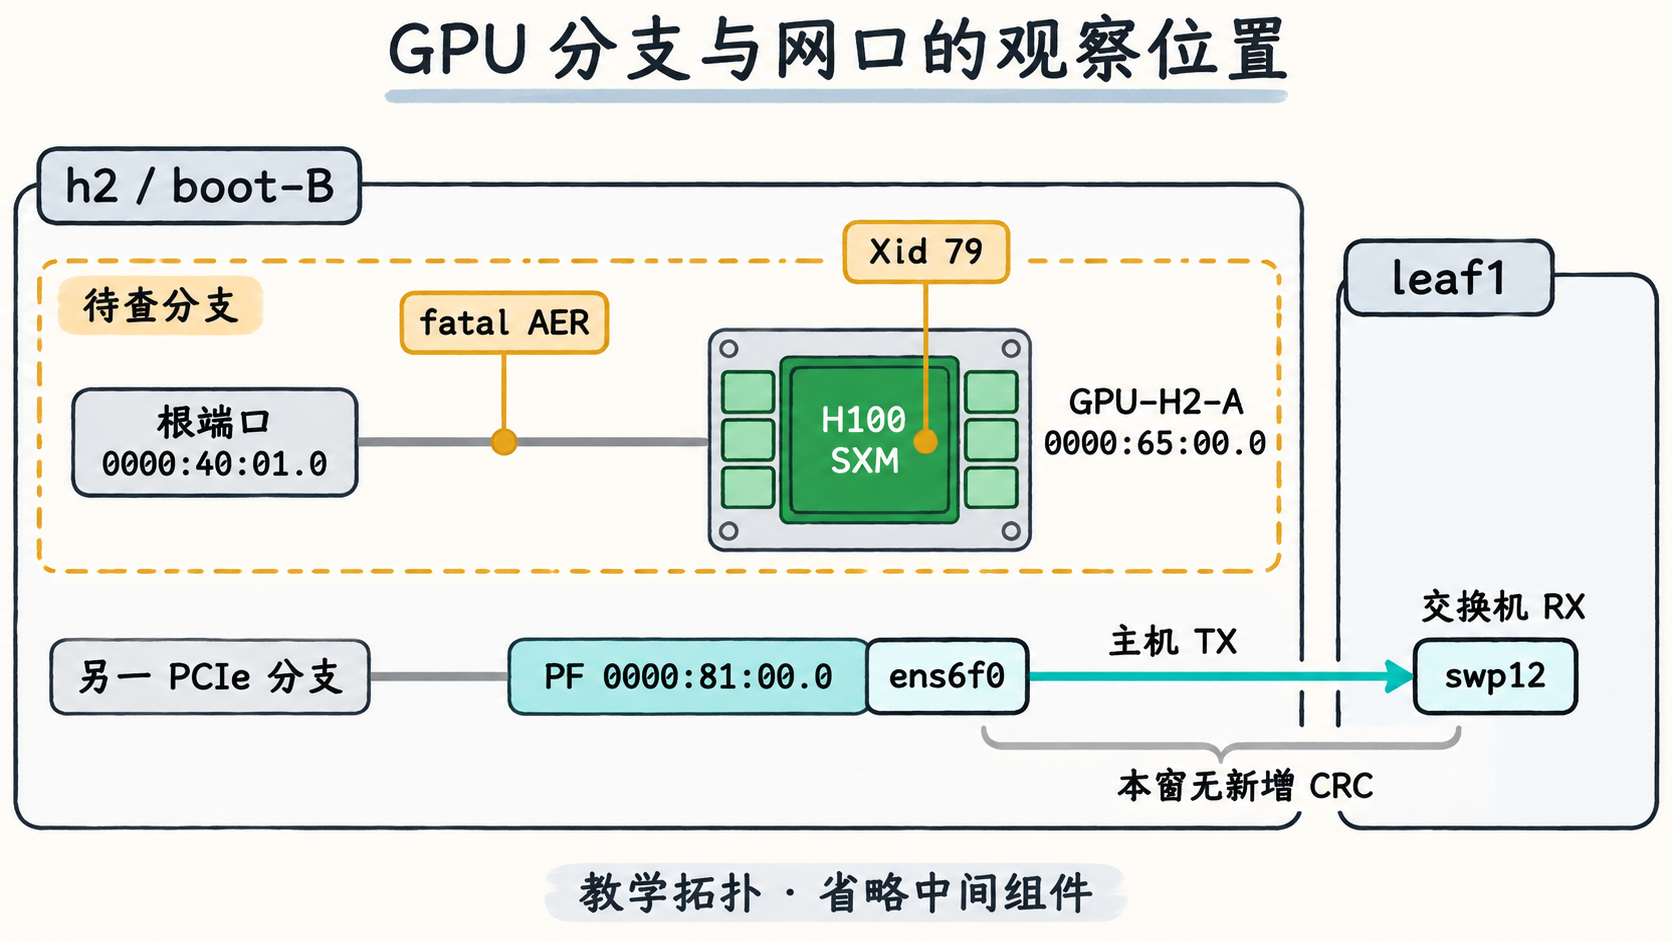 GPU 分支与网口的观察位置
h2 / boot-B
Xid 79
leaf1
待查分支
fatal AER
根端口
0000:40:01.0
H100
SXM
GPU-H2-A
0000:65:00.0
交换机 RX
主机 TX
另一 PCIe 分支
PF 0000:81:00.0
ens6f0
swp12
本窗无新增 CRC
教学拓扑 · 省略中间组件